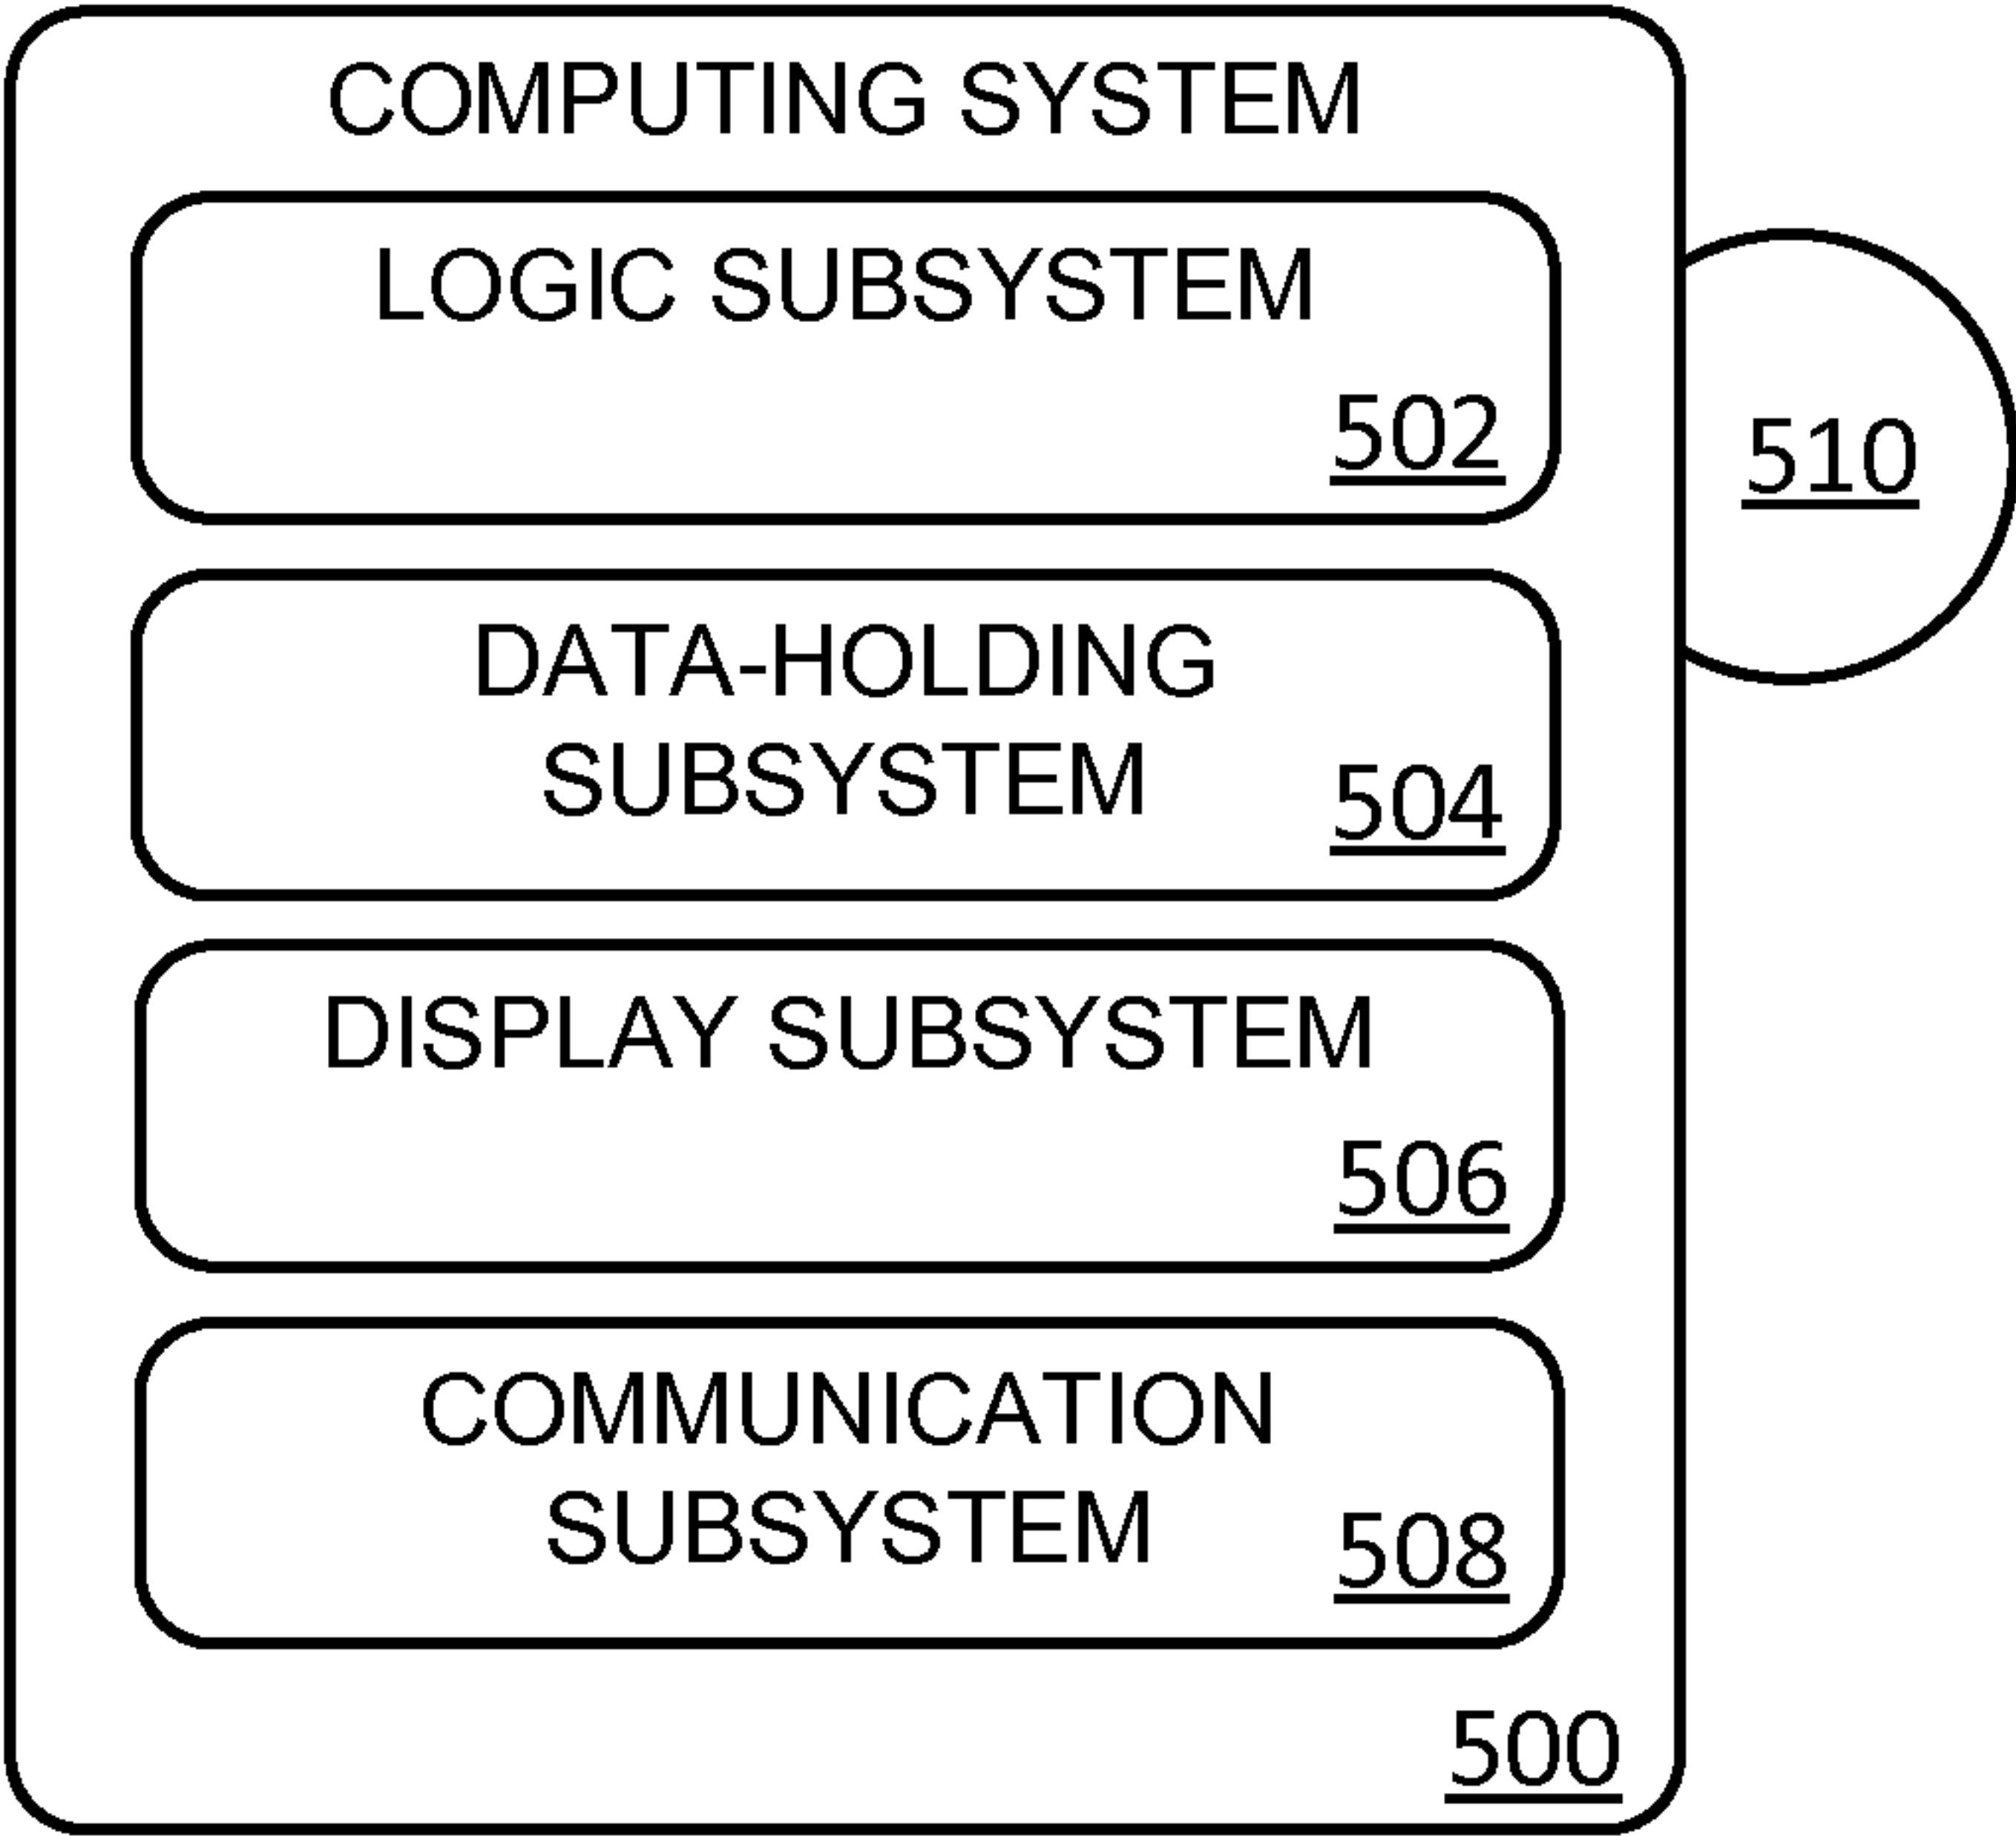 COMPUTING SYSTEM
LOGIC SUBSYSTEM
502
510
DATA-HOLDING
SUBSYSTEM
504
DISPLAY SUBSYSTEM
506
COMMUNICATION
SUBSYSTEM
508
500